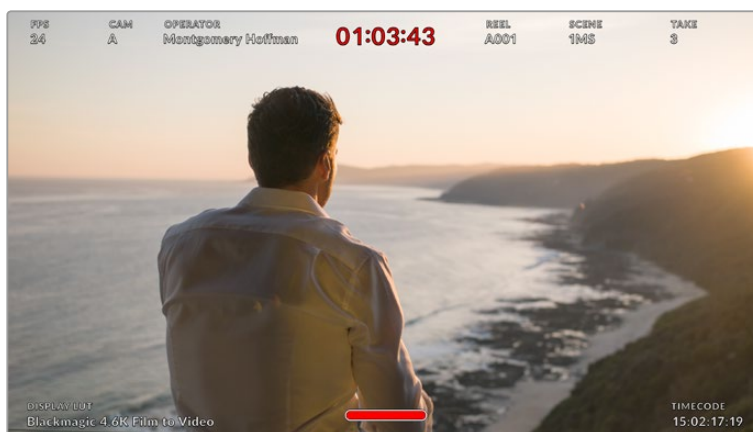 FPS CAM OPERATOR 01:03:43 REEL SCENE TAKE
24 A Montgomery Hoffman A001 1MS 3
DISPLAY LUT TIMECODE
Blackmagic 4.6K Film to Video 15:02:17:19